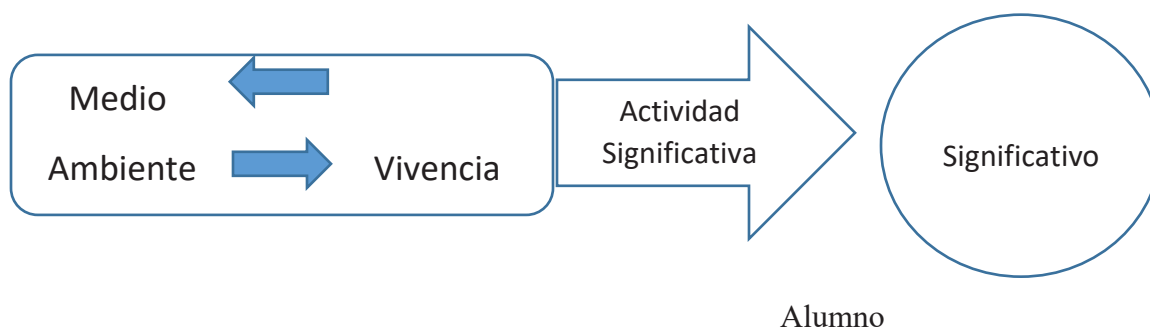 Medio
Ambiente
Vivencia
Actividad
Significativa
Significativo
Alumno